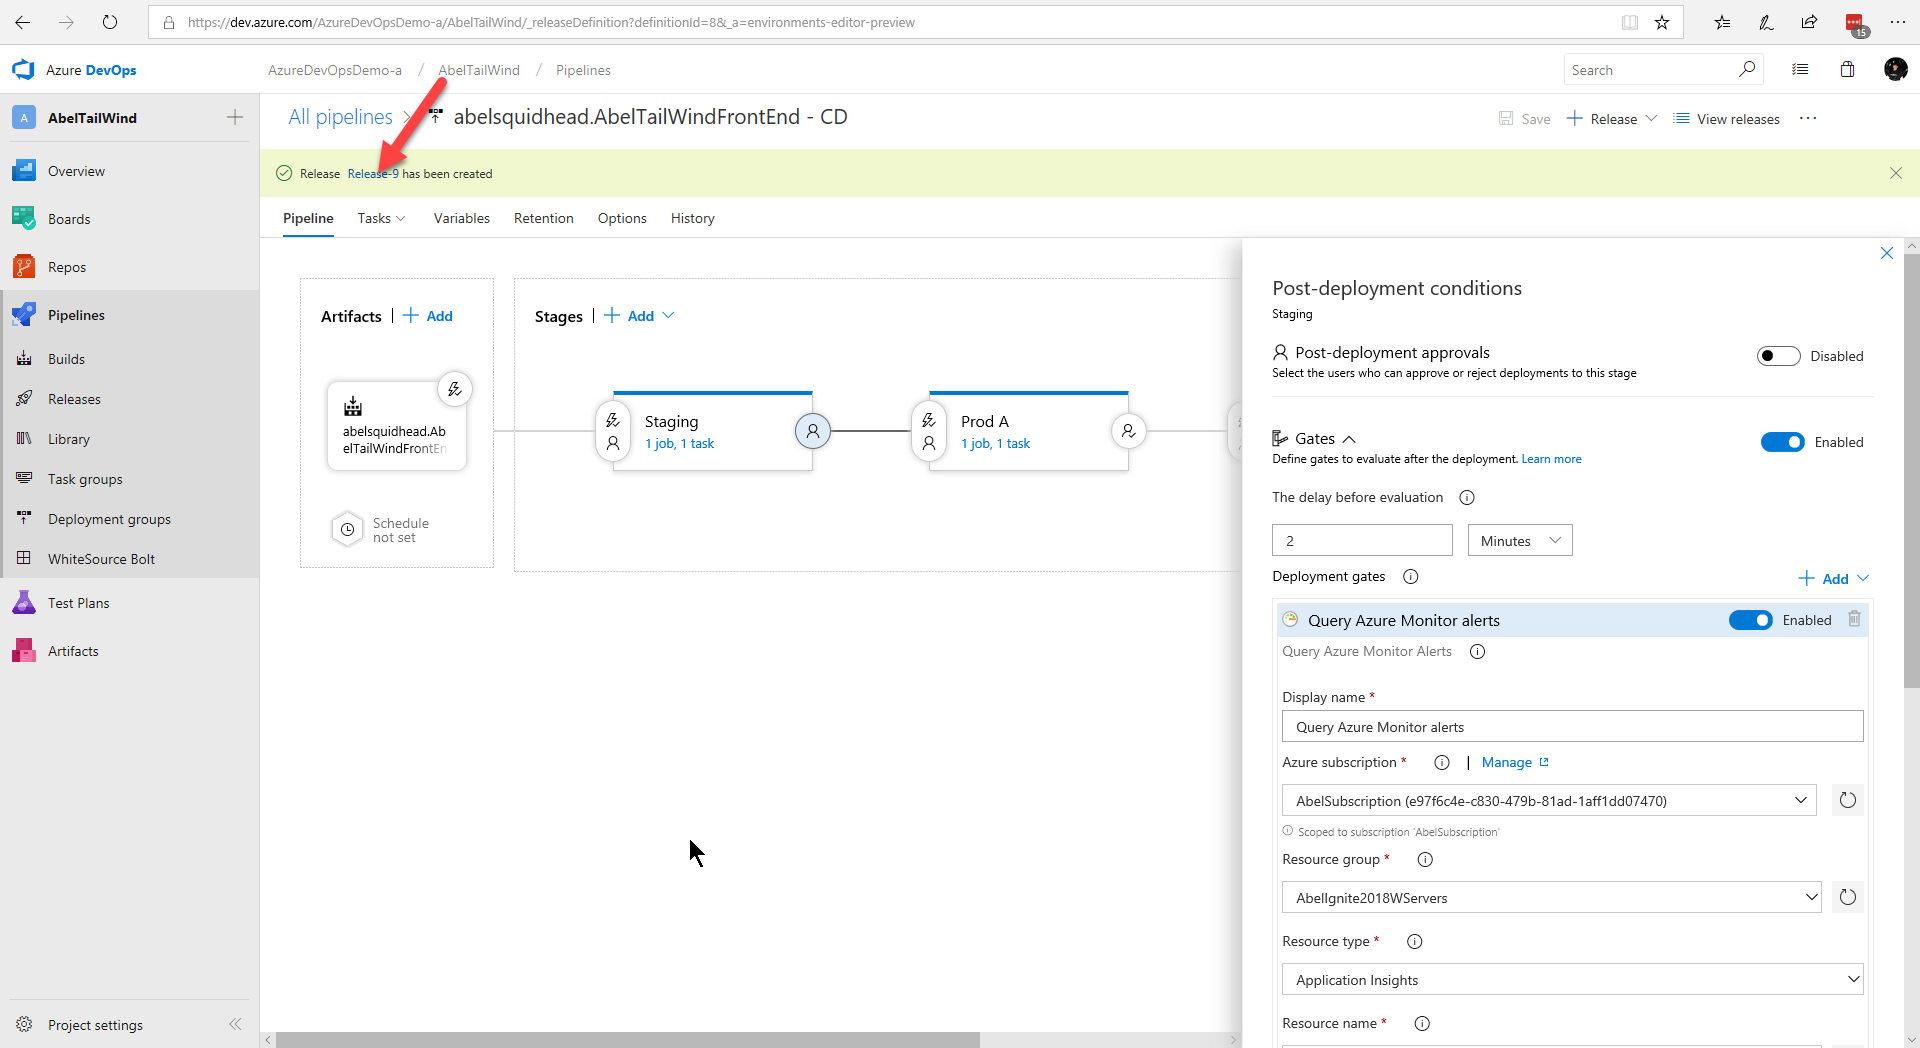 https://dev.azure.com/AzureDevOpsDemo-a/AbelTailWind/_releaseDefinition?definitionId=8&_a=environments-editor-preview
15
Azure DevOps
AzureDevOpsDemo-a / AbelTailWind / Pipelines
Search
A AbelTailWind
All pipelines > abelsquidhead.AbelTailWindFrontEnd - CD
Save
Release
View releases
Release Release-9 has been created
Overview
Boards
Repos
Pipelines
Builds
Releases
Library
Task groups
Deployment groups
WhiteSource Bolt
Test Plans
Artifacts
Project settings
Pipeline Tasks Variables Retention Options History
Artifacts | + Add
abelsquidhead.Ab
elTailWindFrontEn
Schedule
not set
Stages | + Add
Staging
1 job, 1 task
Prod A
1 job, 1 task
Post-deployment conditions
Staging
Post-deployment approvals
Disabled
Select the users who can approve or reject deployments to this stage
Gates
Enabled
Define gates to evaluate after the deployment. Learn more
The delay before evaluation
2
Minutes
Deployment gates
+ Add
Query Azure Monitor alerts
Enabled
Query Azure Monitor Alerts
Display name *
Query Azure Monitor alerts
Azure subscription * | Manage
AbelSubscription (e97f6c4e-c830-479b-81ad-1aff1dd07470)
Scoped to subscription 'AbelSubscription'
Resource group *
AbelIgnite2018WServers
Resource type *
Application Insights
Resource name *